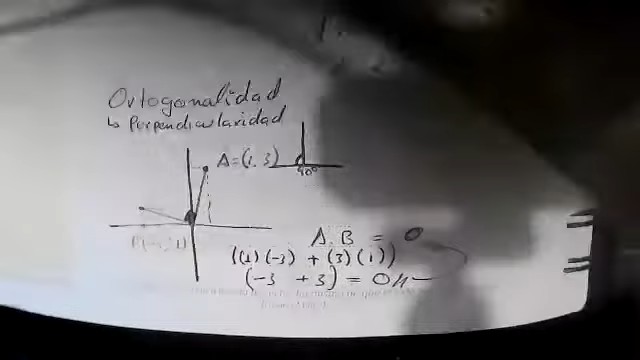 Ortogonalidad
↳ Perpendicularidad
A = (1, 3)
90°
A . B = 0
((1)(-3) + (3)(1))
(-3 + 3) = 0//